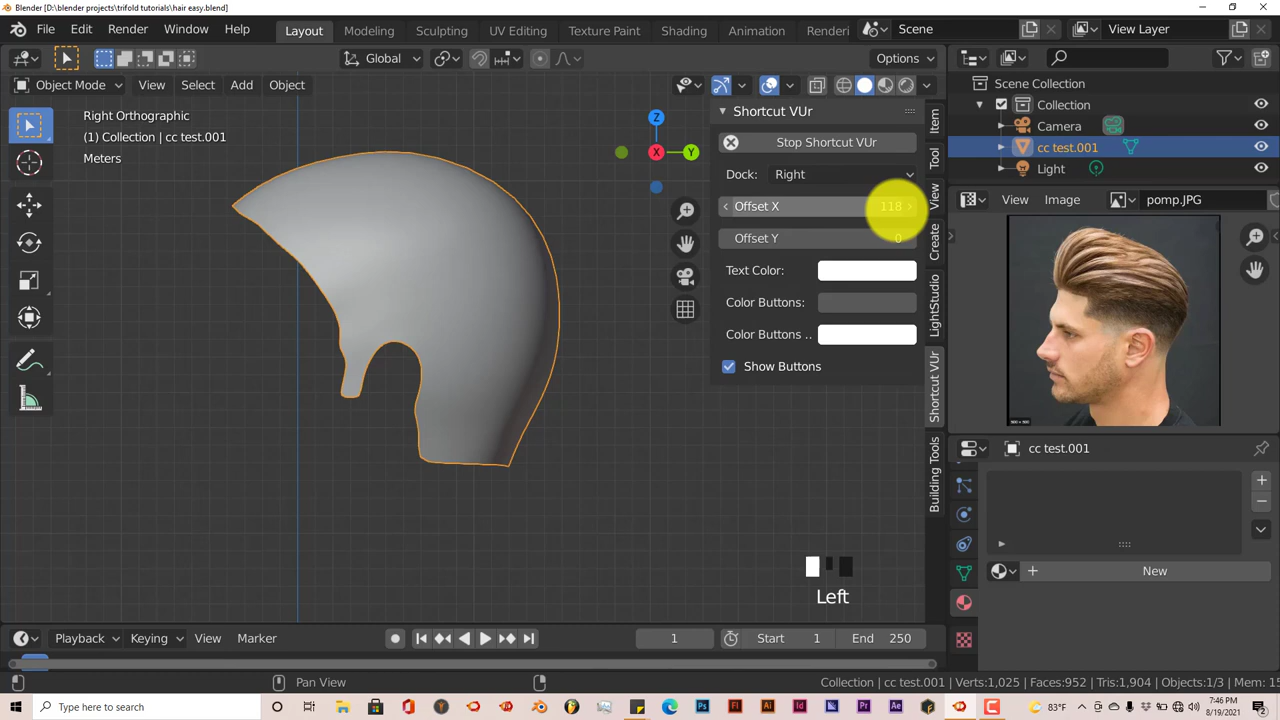 Blender [D:\blender projects\trifold tutorials\hair easy.blend]
File Edit Render Window Help Layout Modeling Sculpting UV Editing Texture Paint Shading Animation Scene View Layer
Global Options
Object Mode View Select Add Object
Right Orthographic
(1) Collection | cc test.001
Meters
Z
X
Y
Shortcut VUr
Stop Shortcut VUr
Dock: Right
Offset X 118
Offset Y 0
Text Color:
Color Buttons:
Color Buttons ..
Show Buttons
Item
Tool
View
Create
LightStudio
Shortcut VUr
Building Tools
Left
Scene Collection
Collection
Camera
cc test.001
Light
View Image pomp.JPG
cc test.001
New
Playback Keying View Marker 1 Start 1 End 250
Pan View
Collection | cc test.001 | Verts:1,025 | Faces:952 | Tris:1,904 | Objects:1/3 | Mem: 15
Type here to search
83°F
7:46 PM
8/19/2021